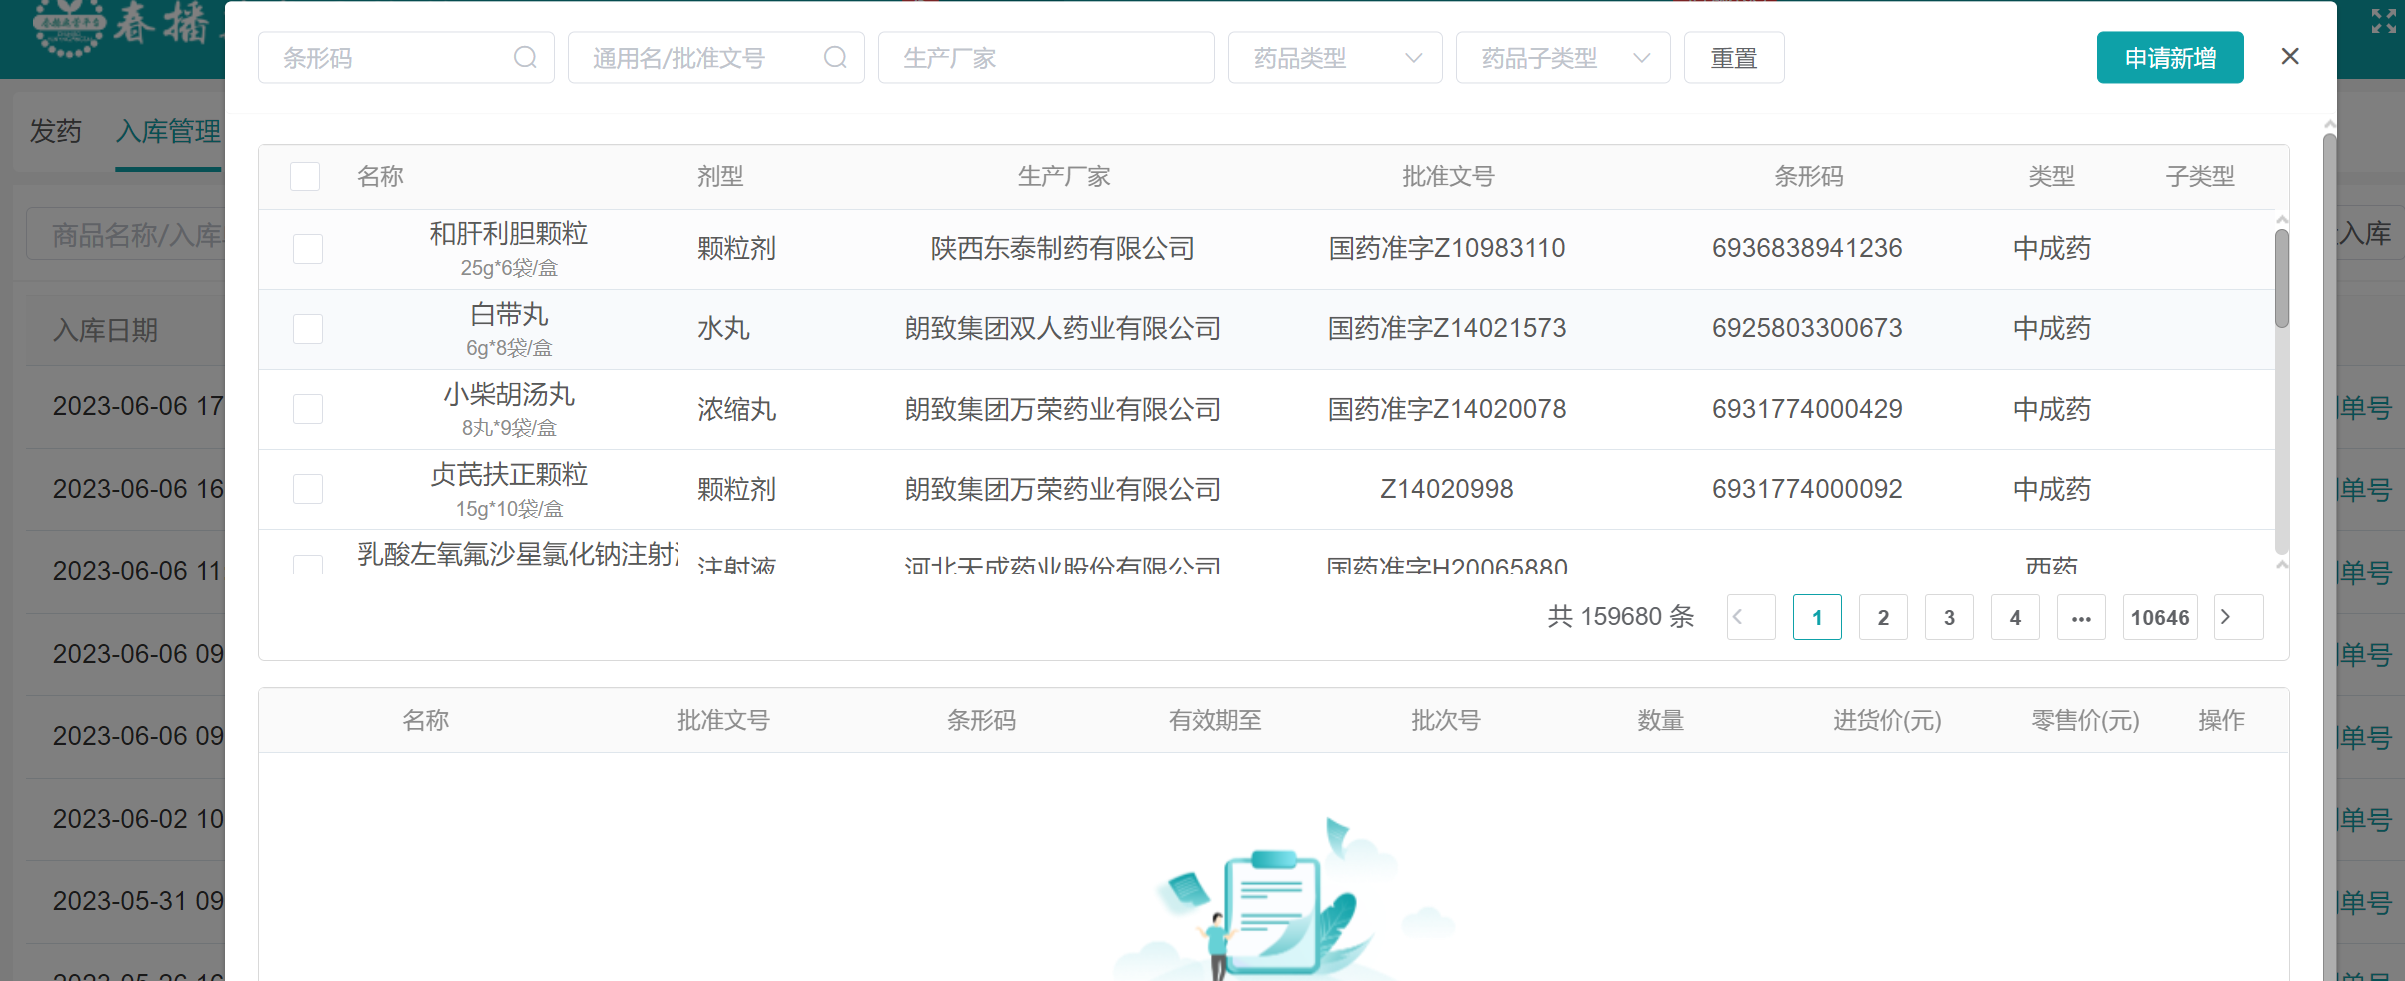 春播
条形码
通用名/批准文号
生产厂家
药品类型
药品子类型
重置
申请新增
发药
入库管理
商品名称/入库
入库
入库日期
2023-06-06 17
单号
2023-06-06 16
单号
2023-06-06 11
单号
2023-06-06 09
单号
2023-06-06 09
单号
2023-06-02 10
单号
2023-05-31 09
单号
名称 剂型 生产厂家 批准文号 条形码 类型 子类型
和肝利胆颗粒
25g*6袋/盒
颗粒剂 陕西东泰制药有限公司 国药准字Z10983110 6936838941236 中成药
白带丸
6g*8袋/盒
水丸 朗致集团双人药业有限公司 国药准字Z14021573 6925803300673 中成药
小柴胡汤丸
8丸*9袋/盒
浓缩丸 朗致集团万荣药业有限公司 国药准字Z14020078 6931774000429 中成药
贞芪扶正颗粒
15g*10袋/盒
颗粒剂 朗致集团万荣药业有限公司 Z14020998 6931774000092 中成药
乳酸左氧氟沙星氯化钠注射
注射液 河北天成药业股份有限公司 国药准字H20065880 西药
共 159680 条 1 2 3 4 ••• 10646
名称 批准文号 条形码 有效期至 批次号 数量 进货价(元) 零售价(元) 操作